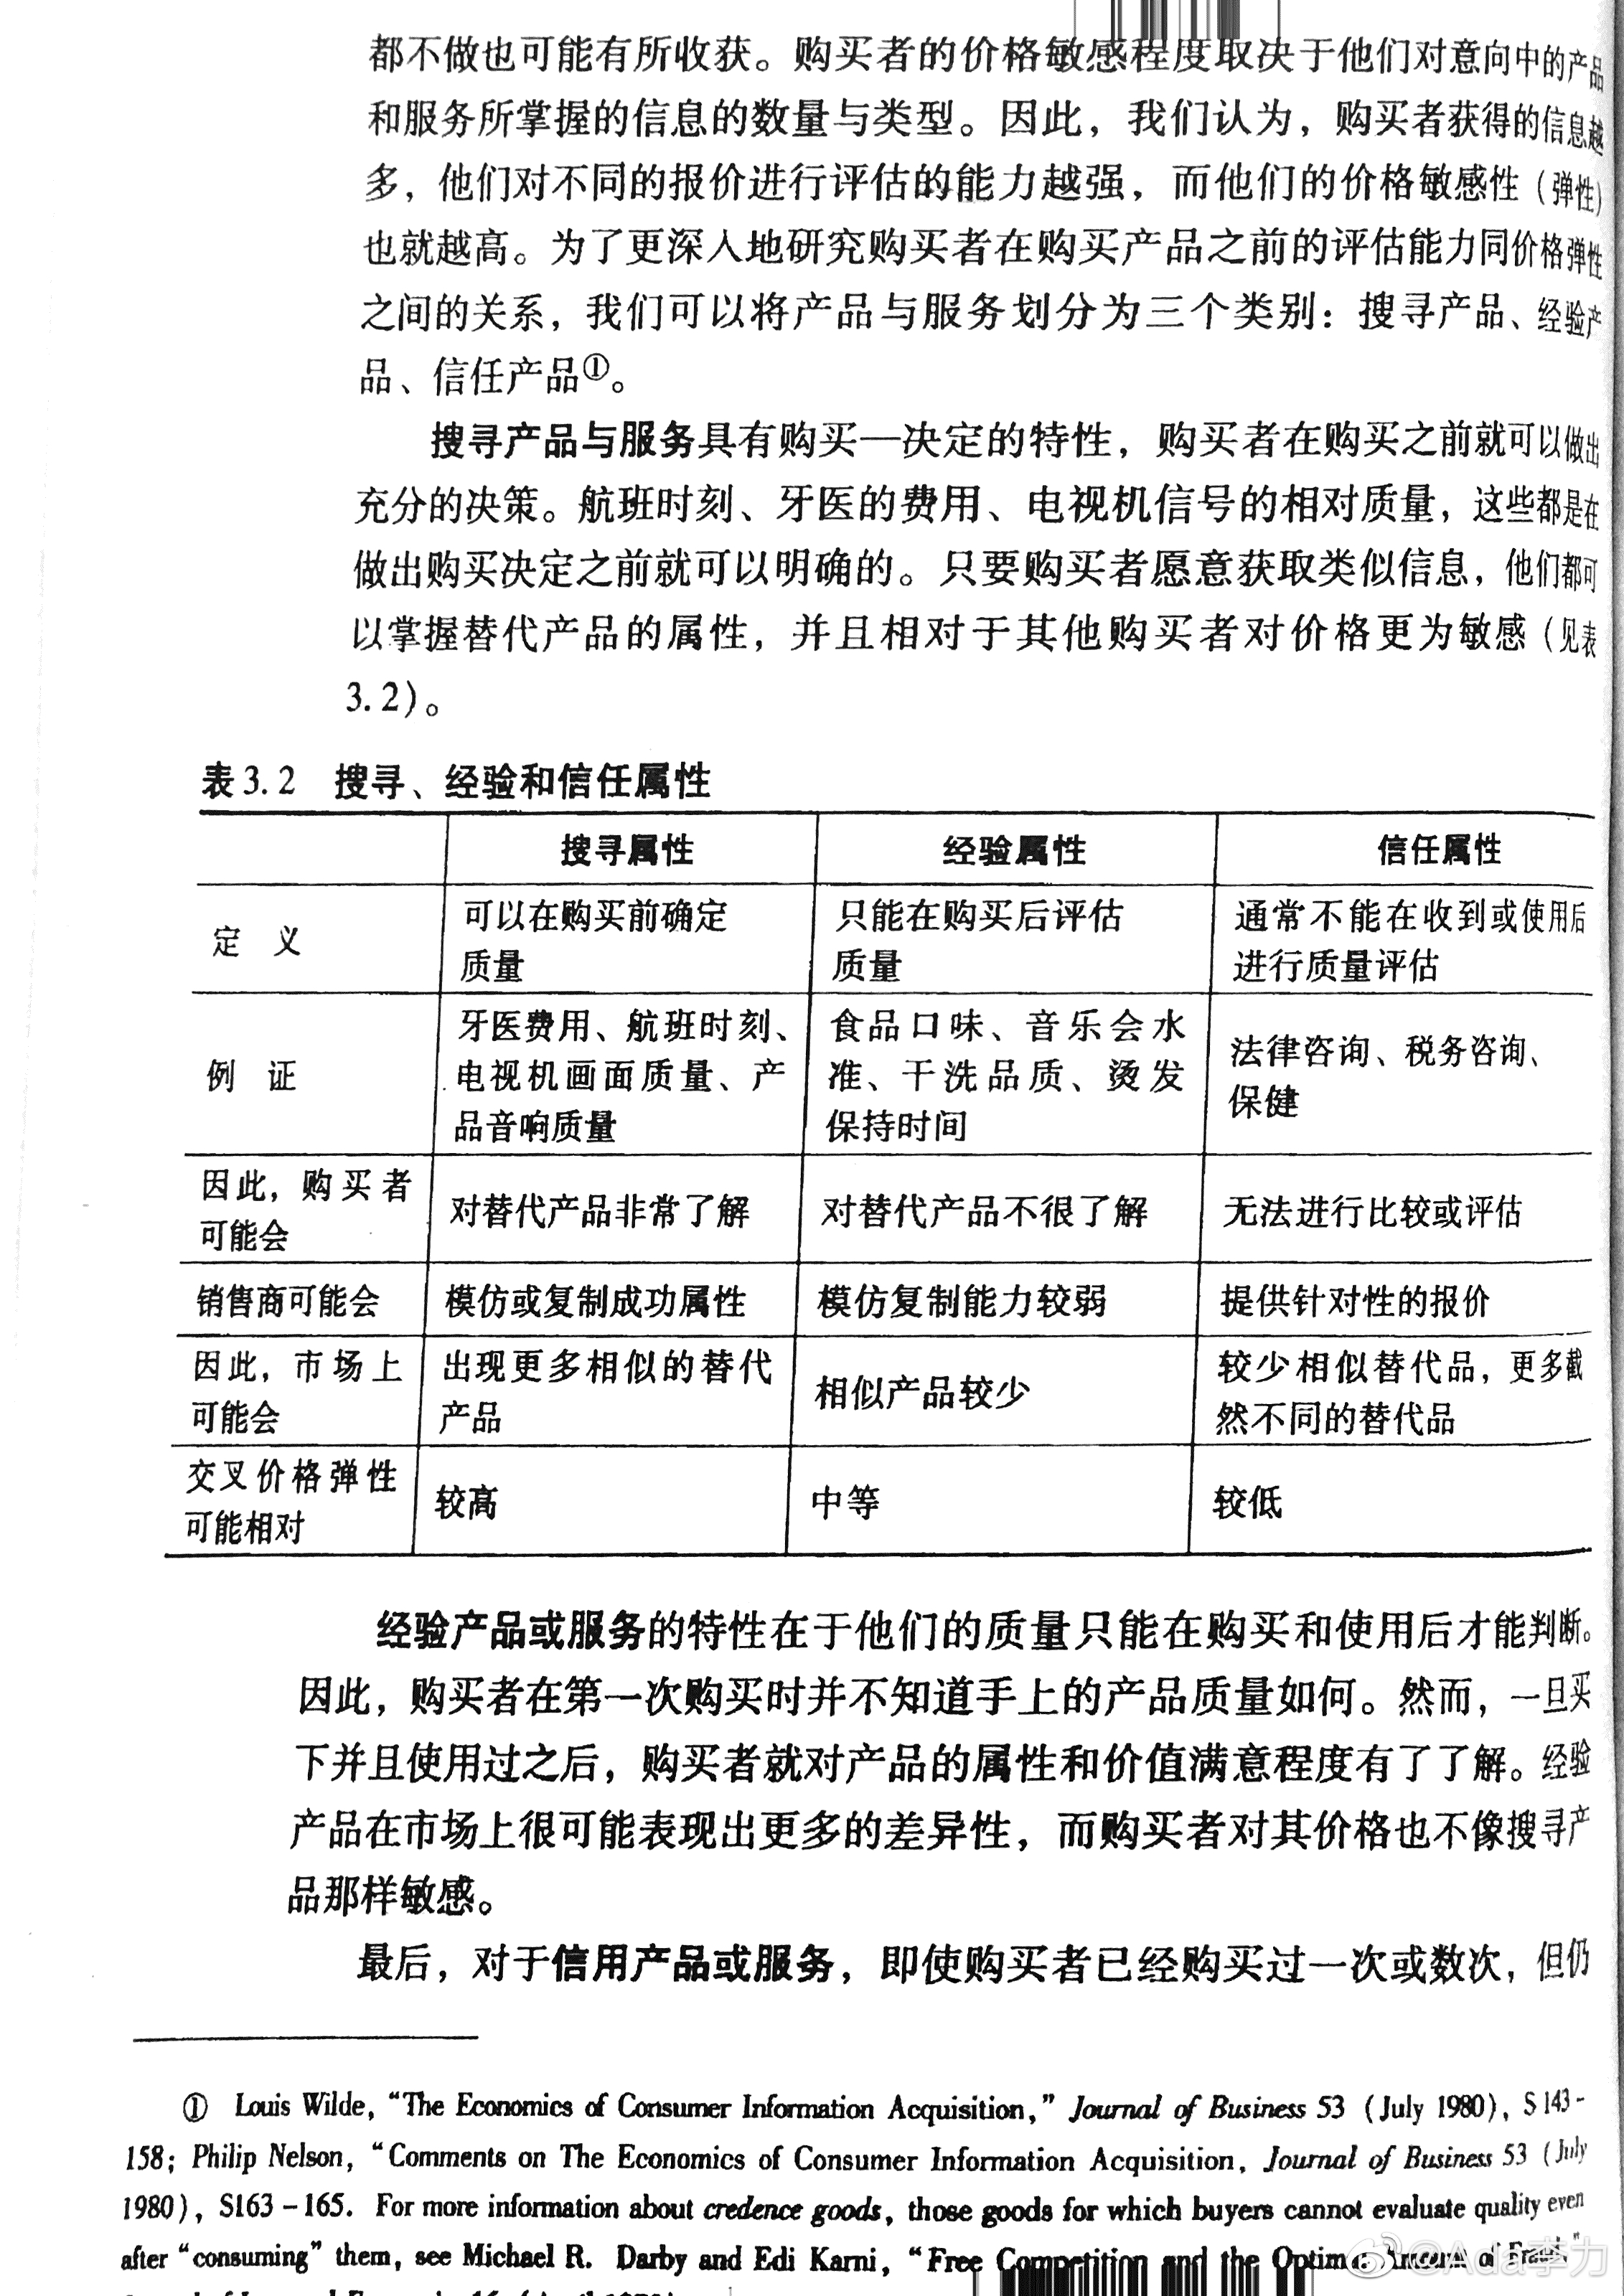 都不做也可能有所收获。购买者的价格敏感程度取决于他们对意向中的产品
和服务所掌握的信息的数量与类型。因此，我们认为，购买者获得的信息越
多，他们对不同的报价进行评估的能力越强，而他们的价格敏感性（弹性）
也就越高。为了更深入地研究购买者在购买产品之前的评估能力同价格弹性
之间的关系，我们可以将产品与服务划分为三个类别：搜寻产品、经验产
品、信任产品①。
搜寻产品与服务具有购买—决定的特性，购买者在购买之前就可以做出
充分的决策。航班时刻、牙医的费用、电视机信号的相对质量，这些都是在
做出购买决定之前就可以明确的。只要购买者愿意获取类似信息，他们都可
以掌握替代产品的属性，并且相对于其他购买者对价格更为敏感（见表
3.2）。
表3.2 搜寻、经验和信任属性
搜寻属性 经验属性 信任属性
定 义 可以在购买前确定质量 只能在购买后评估质量 通常不能在收到或使用后进行质量评估
例 证 牙医费用、航班时刻、电视机画面质量、产品音响质量 食品口味、音乐会水准、干洗品质、烫发保持时间 法律咨询、税务咨询、保健
因此，购买者可能会 对替代产品非常了解 对替代产品不很了解 无法进行比较或评估
销售商可能会 模仿或复制成功属性 模仿复制能力较弱 提供针对性的报价
因此，市场上可能会 出现更多相似的替代产品 相似产品较少 较少相似替代品，更多截然不同的替代品
交叉价格弹性可能相对 较高 中等 较低
经验产品或服务的特性在于他们的质量只能在购买和使用后才能判断。
因此，购买者在第一次购买时并不知道手上的产品质量如何。然而，一旦买
下并且使用过之后，购买者就对产品的属性和价值满意程度有了了解。经验
产品在市场上很可能表现出更多的差异性，而购买者对其价格也不像搜寻产
品那样敏感。
最后，对于信用产品或服务，即使购买者已经购买过一次或数次，但仍
① Louis Wilde, “The Economics of Consumer Information Acquisition,” Journal of Business 53 (July 1980), S143-
158; Philip Nelson, “Comments on The Economics of Consumer Information Acquisition, Journal of Business 53 (July
1980), S163-165. For more information about credence goods, those goods for which buyers cannot evaluate quality even
after “consuming” them, see Michael R. Darby and Edi Karni, “Free Competition and the Optimal Amount of Fraud,”
@Ada李力